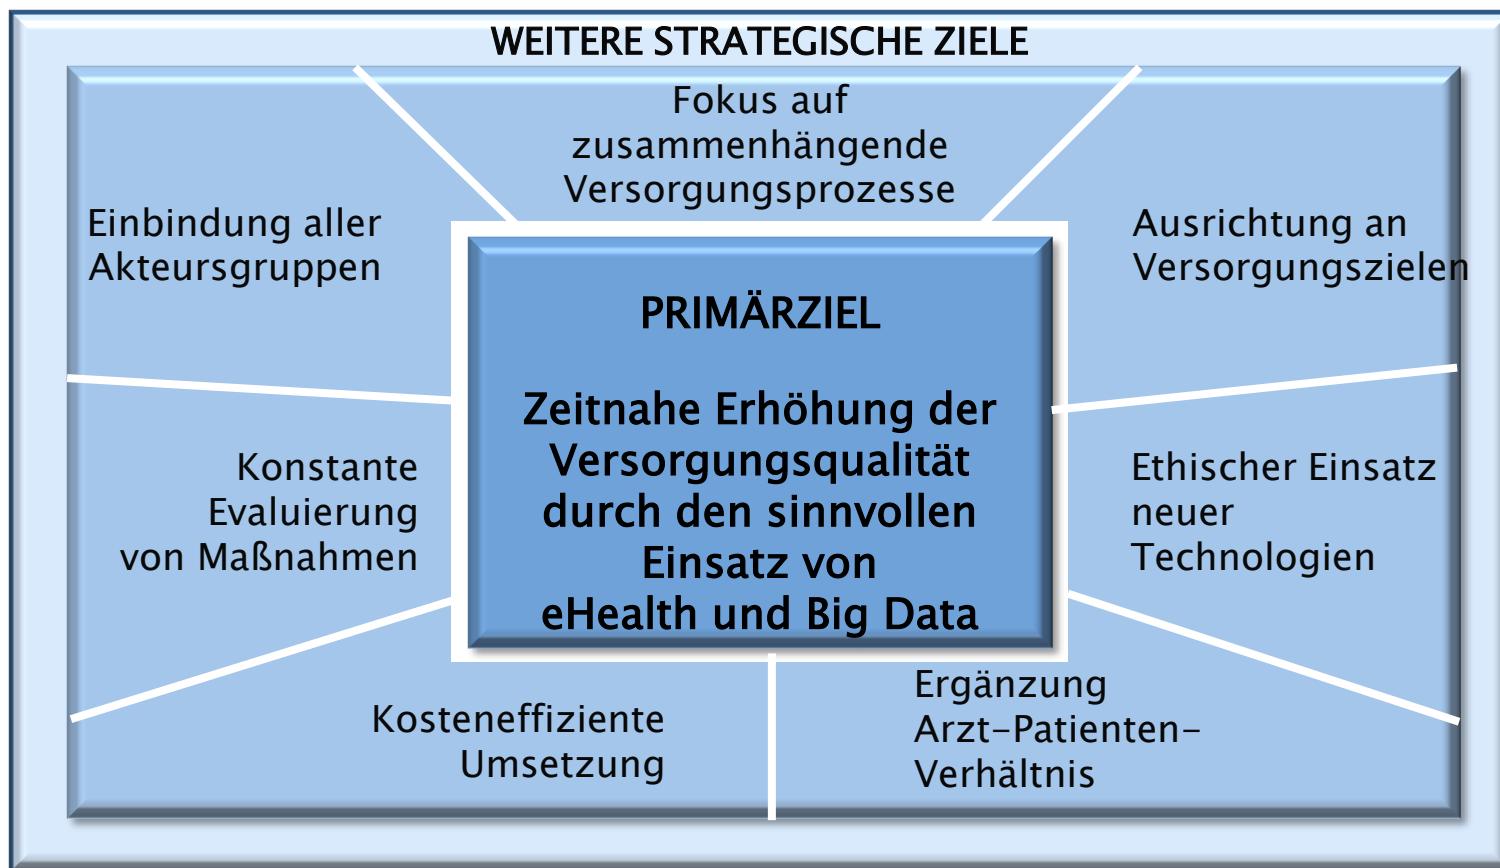 WEITERE STRATEGISCHE ZIELE
Fokus auf
zusammenhängende
Versorgungsprozesse
Einbindung aller
Akteursgruppen
Ausrichtung an
Versorgungszielen
PRIMÄRZIEL
Zeitnahe Erhöhung der
Versorgungsqualität
durch den sinnvollen
Einsatz von
eHealth und Big Data
Konstante
Evaluierung
von Maßnahmen
Ethischer Einsatz
neuer
Technologien
Kosteneffiziente
Umsetzung
Ergänzung
Arzt-Patienten-
Verhältnis